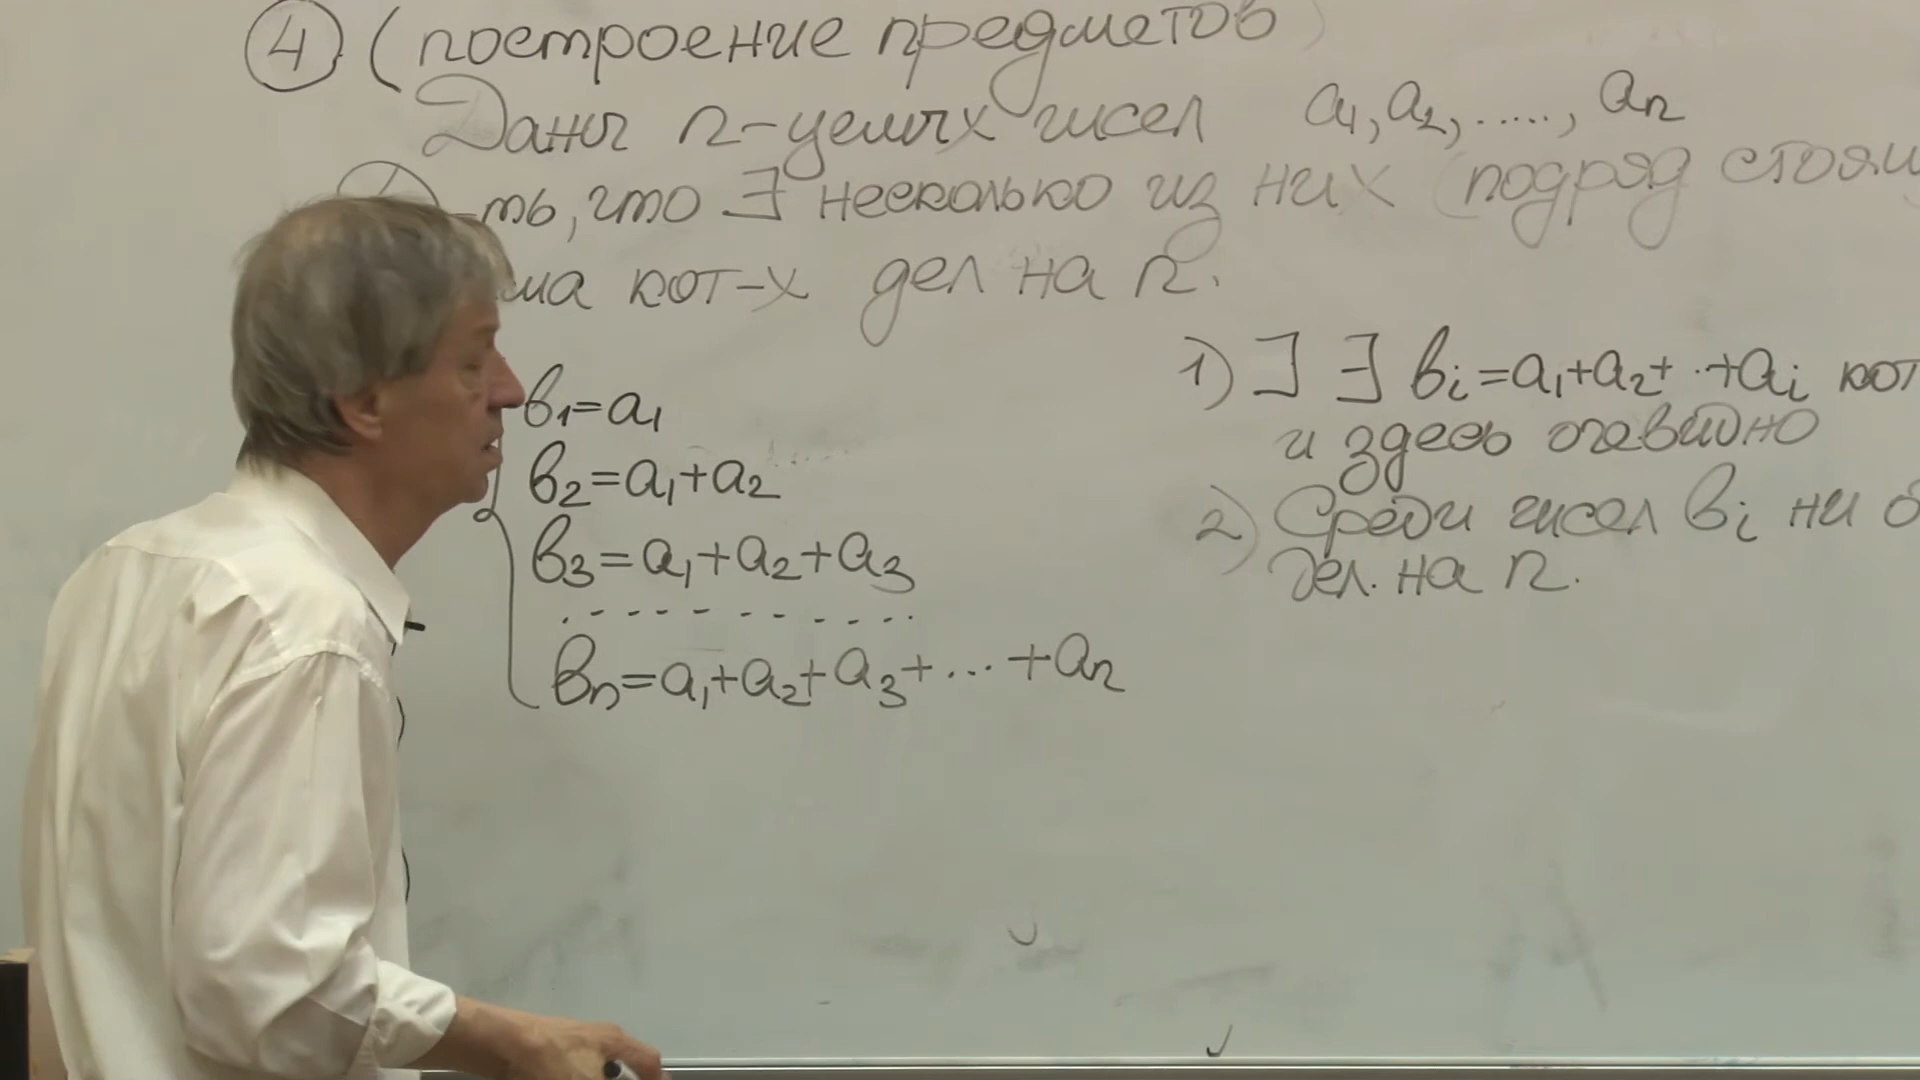 ④ (построение предметов)
Даны n-целых чисел a₁, a₂, ....., aₙ
-ть, что ∃ несколько из них (подряд стоящ
кот-х дел на n.
b₁=a₁
b₂=a₁+a₂
b₃=a₁+a₂+a₃
- - - - - - - - - -
bₙ=a₁+a₂+a₃+...+aₙ
1) ∃ ∃ bᵢ=a₁+a₂+..+aᵢ кот
и здесь очевидно
2) Среди чисел bᵢ ни
дел. на n.